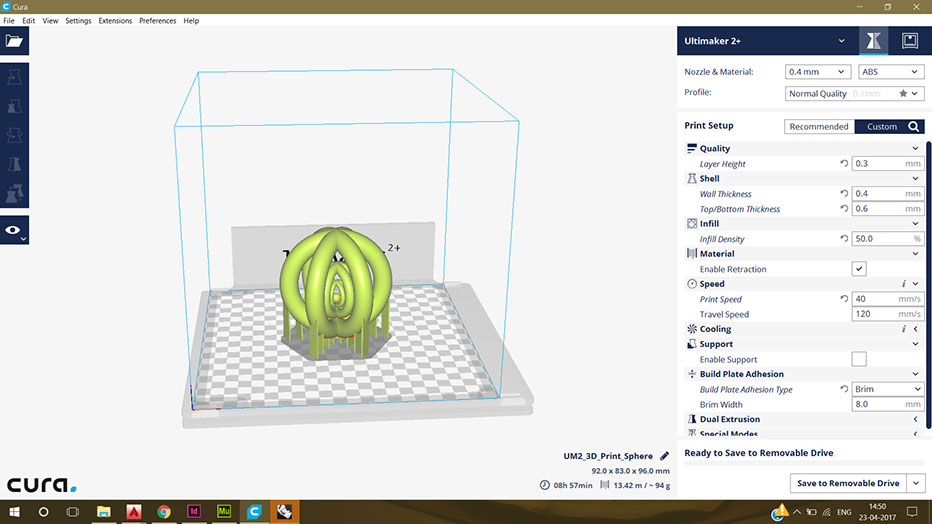 Cura
File Edit View Settings Extensions Preferences Help
Ultimaker 2+
Nozzle & Material: 0.4 mm ABS
Profile: Normal Quality - 0.1mm
Print Setup Recommended Custom
Quality
Layer Height 0.3 mm
Shell
Wall Thickness 0.4 mm
Top/Bottom Thickness 0.6 mm
Infill
Infill Density 50.0 %
Material
Enable Retraction
Speed
Print Speed 40 mm/s
Travel Speed 120 mm/s
Cooling
Support
Enable Support
Build Plate Adhesion
Build Plate Adhesion Type Brim
Brim Width 8.0 mm
Dual Extrusion
Special Modes
2+
UM2_3D_Print_Sphere
92.0 x 83.0 x 96.0 mm
08h 57min 13.42 m / ~ 94 g
Ready to Save to Removable Drive
Save to Removable Drive
cura.
Id Mu
14:50
23-04-2017